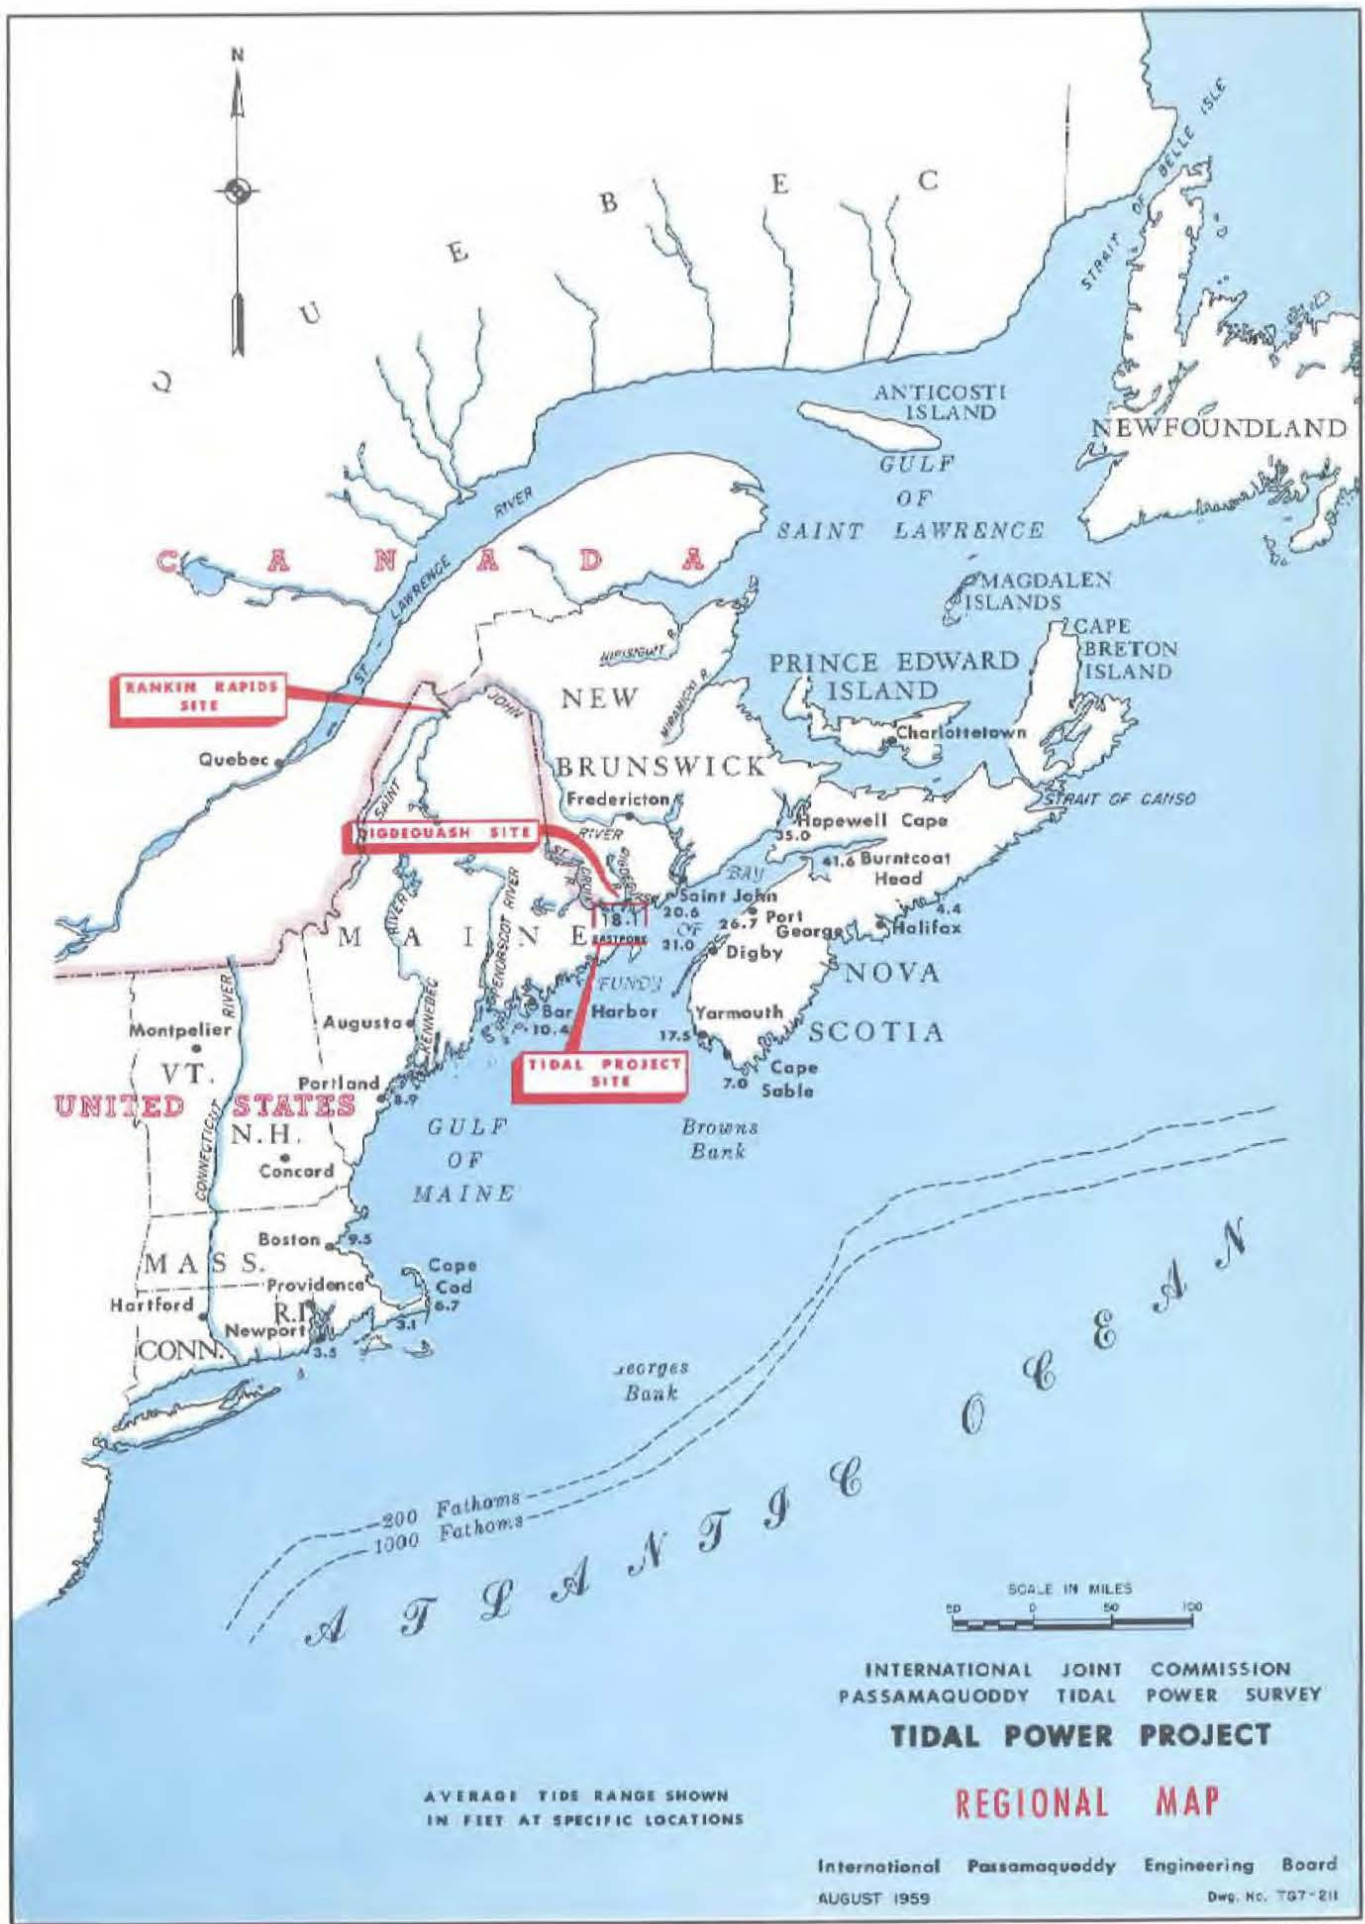 N
STRAIT OF BELLE ISLE
Q U E B E C
ANTICOSTI
ISLAND
NEWFOUNDLAND
GULF
OF
SAINT LAWRENCE
ST. LAWRENCE RIVER
C A N A D A
MAGDALEN
ISLANDS
CAPE
BRETON
ISLAND
NIPISIGUIT R.
PRINCE EDWARD
ISLAND
RANKIN RAPIDS
SITE
JOHN
NEW
MIRAMICHI R.
Charlottetown
Quebec
BRUNSWICK
SAINT
Fredericton
STRAIT OF CANSO
Hopewell Cape
35.0
DIGDEGUASH SITE
RIVER
41.6 Burntcoat
Head
BAY
ST.
Saint John
20.6
18.1
EASTPORT
OF
21.0
26.7 Port
George
4.4
Halifax
Digby
M A I N E
RIVER
PENOBSCOT RIVER
FUNDY
NOVA
RIVER
Montpelier
Augusta
KENNEBEC
Bar Harbor
10.4
Yarmouth
17.5
SCOTIA
VT.
TIDAL PROJECT
SITE
7.0 Cape
Sable
Portland
8.9
UNITED STATES
N.H.
CONNECTICUT
Concord
GULF
OF
MAINE
Browns
Bank
Boston
9.5
MASS.
Cape
Cod
6.7
Providence
Hartford
R.I.
3.1
Newport
3.5
CONN.
Bank
200 Fathoms
1000 Fathoms
ATLANTIC OCEAN
SCALE IN MILES
50 0 50 100
INTERNATIONAL JOINT COMMISSION
PASSAMAQUODDY TIDAL POWER SURVEY
TIDAL POWER PROJECT
REGIONAL MAP
AVERAGE TIDE RANGE SHOWN
IN FEET AT SPECIFIC LOCATIONS
International Passamaquoddy Engineering Board
AUGUST 1959
Dwg. No. TG7-211